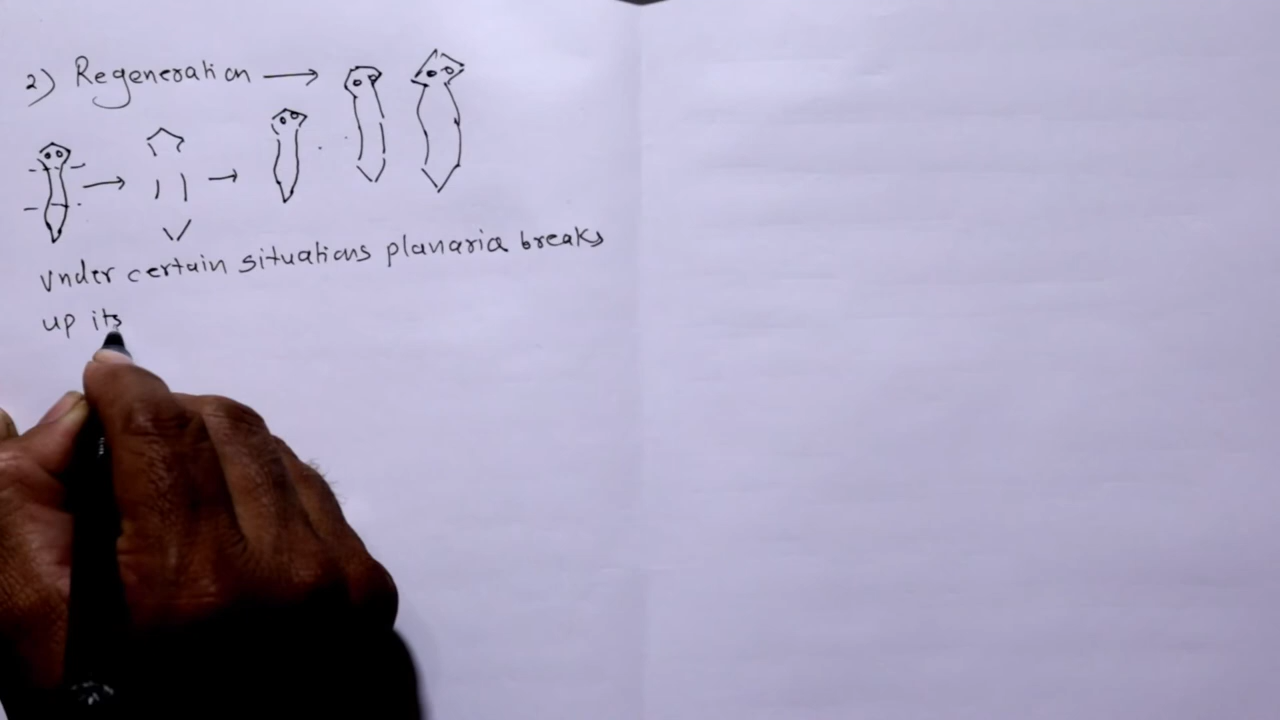 2) Regeneration →
Under certain situations planaria breaks
up its